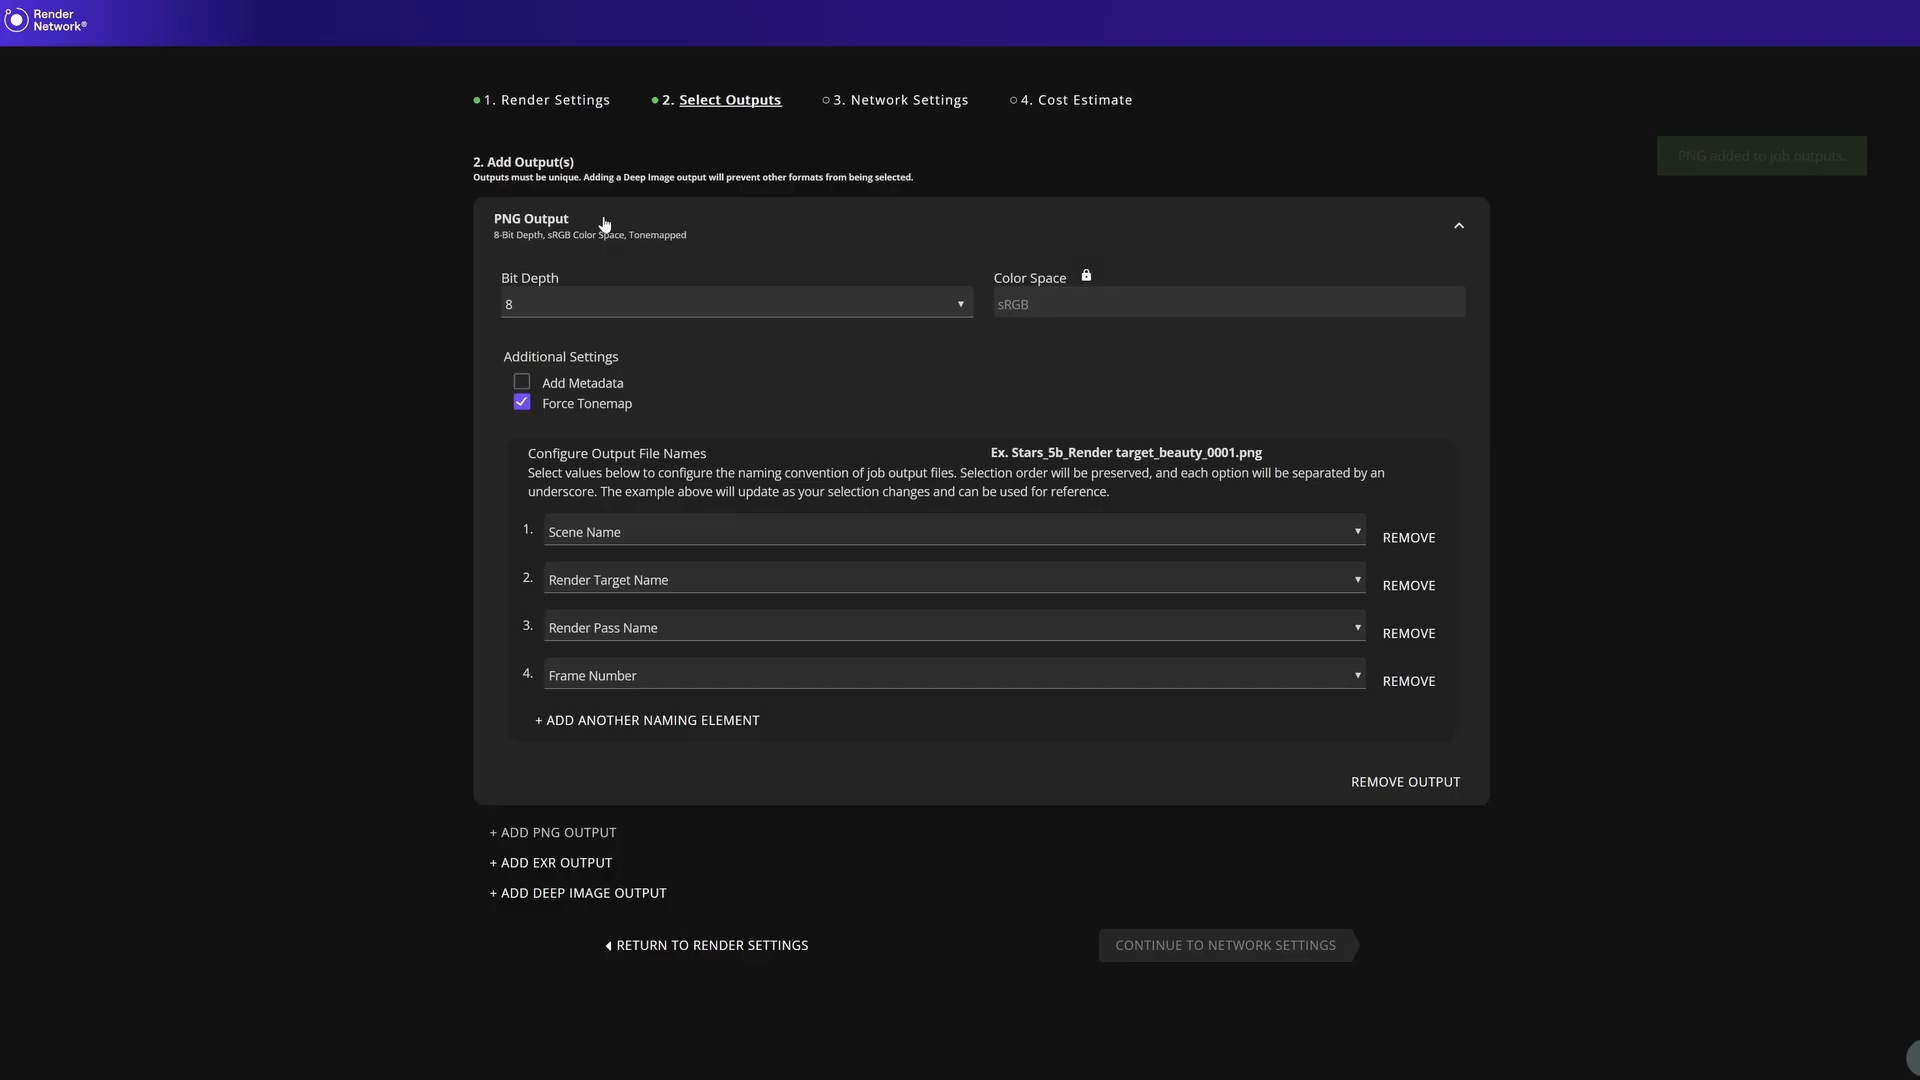 Render
Network®
1. Render Settings
2. Select Outputs
3. Network Settings
4. Cost Estimate
PNG added to job outputs.
2. Add Output(s)
Outputs must be unique. Adding a Deep Image output will prevent other formats from being selected.
PNG Output
8-Bit Depth, sRGB Color Space, Tonemapped
Bit Depth
Color Space
8
sRGB
Additional Settings
Add Metadata
Force Tonemap
Configure Output File Names
Ex. Stars_5b_Render target_beauty_0001.png
Select values below to configure the naming convention of job output files. Selection order will be preserved, and each option will be separated by an
underscore. The example above will update as your selection changes and can be used for reference.
1. Scene Name REMOVE
2. Render Target Name REMOVE
3. Render Pass Name REMOVE
4. Frame Number REMOVE
+ ADD ANOTHER NAMING ELEMENT
REMOVE OUTPUT
+ ADD PNG OUTPUT
+ ADD EXR OUTPUT
+ ADD DEEP IMAGE OUTPUT
RETURN TO RENDER SETTINGS
CONTINUE TO NETWORK SETTINGS